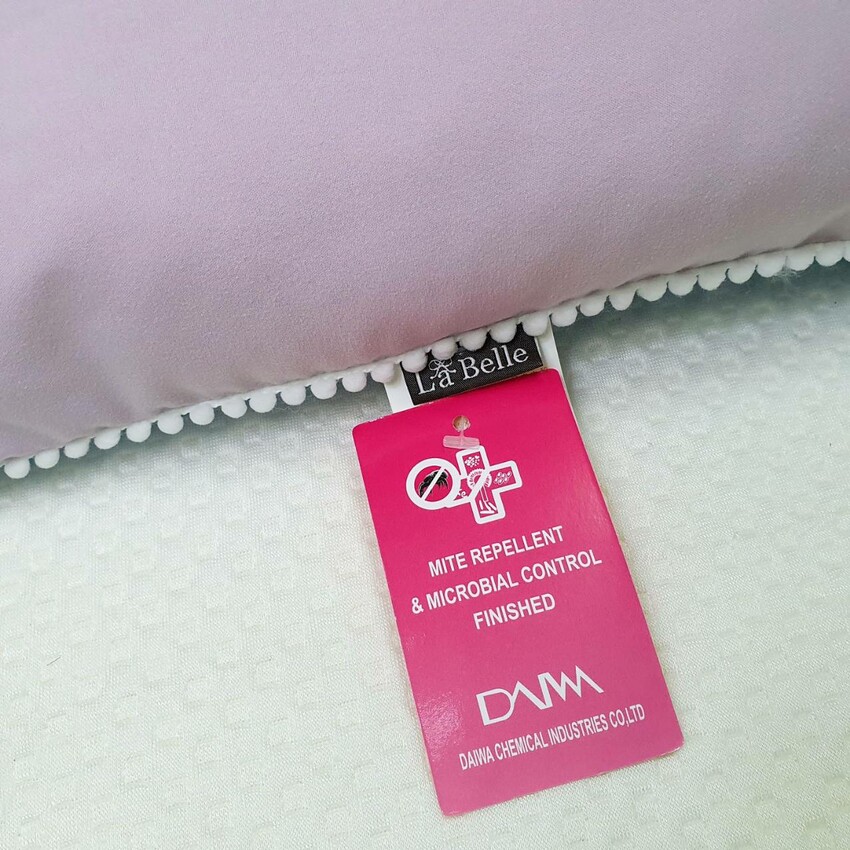 La Belle
MITE REPELLENT
& MICROBIAL CONTROL
FINISHED
DAIWA
DAIWA CHEMICAL INDUSTRIES CO,LTD